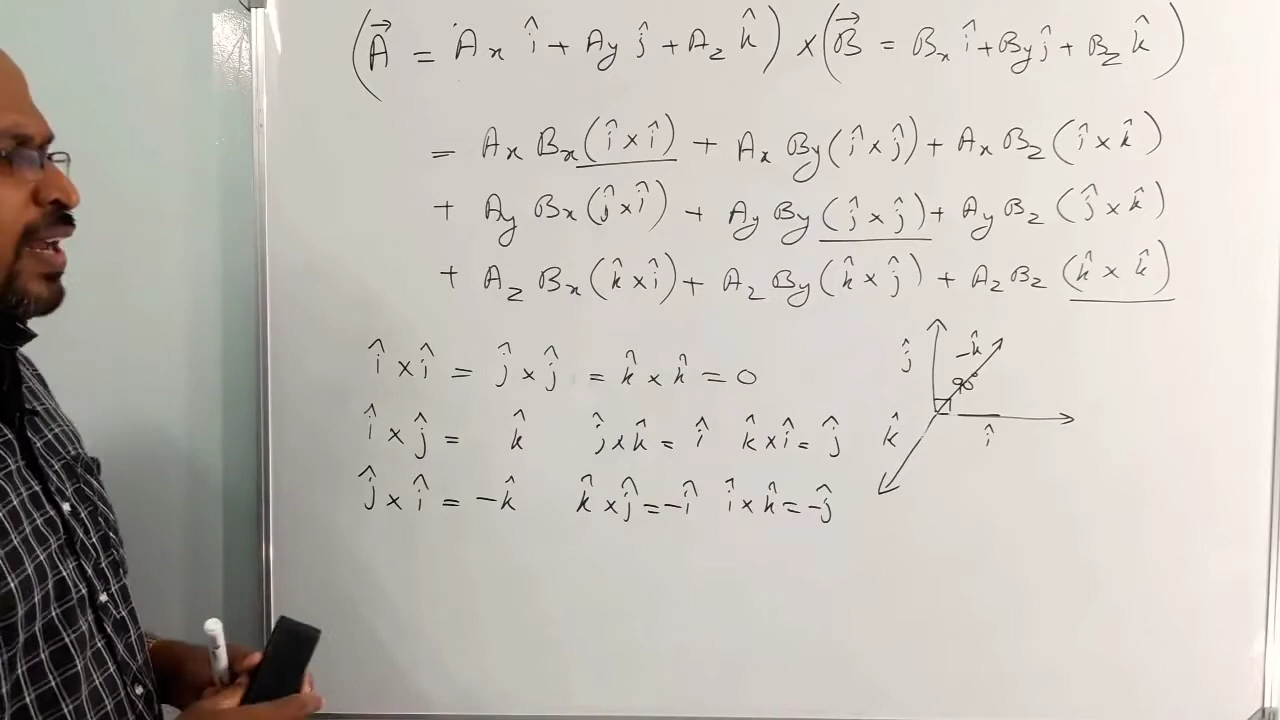 (A⃗ = Ax î + Ay ĵ + Az k̂) × (B⃗ = Bx î + By ĵ + Bz k̂)
= Ax Bx (î × î) + Ax By (î × ĵ) + Ax Bz (î × k̂)
+ Ay Bx (ĵ × î) + Ay By (ĵ × ĵ) + Ay Bz (ĵ × k̂)
+ Az Bx (k̂ × î) + Az By (k̂ × ĵ) + Az Bz (k̂ × k̂)
î × î = ĵ × ĵ = k̂ × k̂ = 0
î × ĵ = k̂ ĵ × k̂ = î k̂ × î = ĵ
ĵ × î = -k̂ k̂ × ĵ = -î î × k̂ = -ĵ
ĵ -k̂
90°
k̂ î